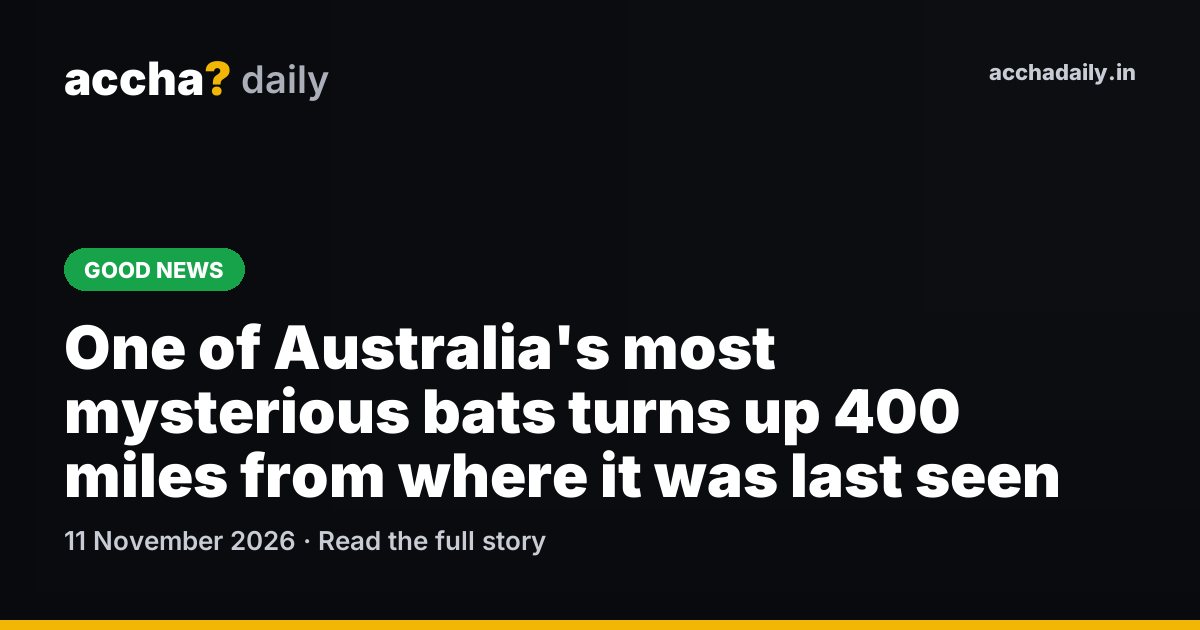 accha? daily
acchadaily.in
GOOD NEWS
One of Australia's most
mysterious bats turns up 400
miles from where it was last seen
11 November 2026 · Read the full story